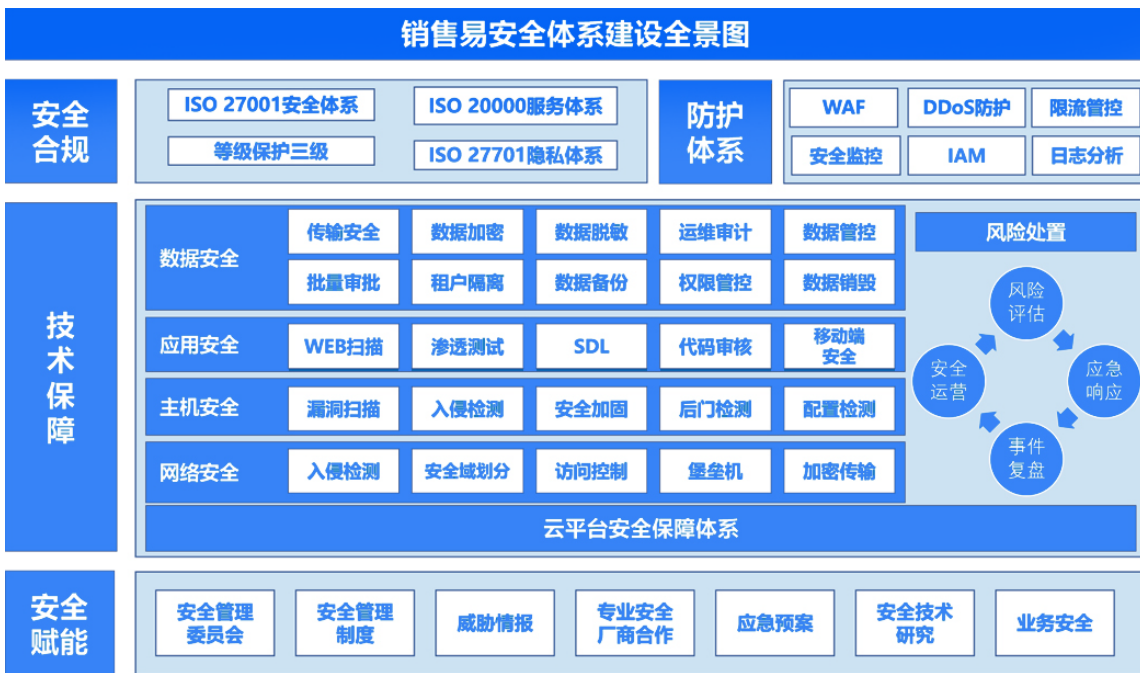 销售易安全体系建设全景图
安全
合规
ISO 27001安全体系
ISO 20000服务体系
等级保护三级
ISO 27701隐私体系
防护
体系
WAF
DDoS防护
限流管控
安全监控
IAM
日志分析
技
术
保
障
数据安全
传输安全
数据加密
数据脱敏
运维审计
数据管控
批量审批
租户隔离
数据备份
权限管控
数据销毁
应用安全
WEB扫描
渗透测试
SDL
代码审核
移动端
安全
主机安全
漏洞扫描
入侵检测
安全加固
后门检测
配置检测
网络安全
入侵检测
安全域划分
访问控制
堡垒机
加密传输
风险处置
风险
评估
应急
响应
事件
复盘
安全
运营
云平台安全保障体系
安全
赋能
安全管理
委员会
安全管理
制度
威胁情报
专业安全
厂商合作
应急预案
安全技术
研究
业务安全